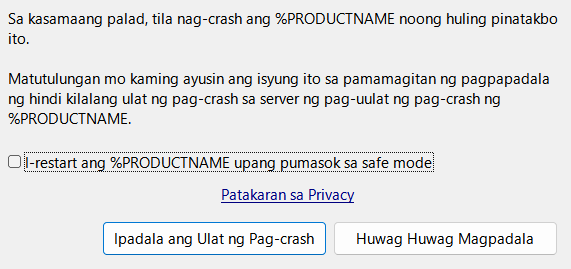 Sa kasamaang palad, tila nag-crash ang %PRODUCTNAME noong huling pinatakbo
ito.
Matutulungan mo kaming ayusin ang isyung ito sa pamamagitan ng pagpapadala
ng hindi kilalang ulat ng pag-crash sa server ng pag-uulat ng pag-crash ng
%PRODUCTNAME.
I-restart ang %PRODUCTNAME upang pumasok sa safe mode
Patakaran sa Privacy
Ipadala ang Ulat ng Pag-crash
Huwag Huwag Magpadala